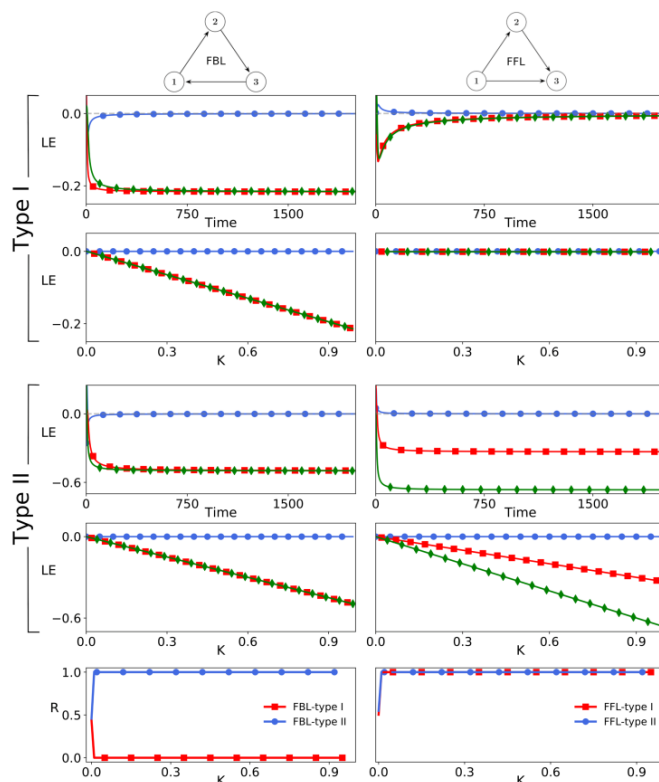 2
FBL
1
3
2
FFL
1
3
Type I
LE
0.0
−0.2
0
750
Time
1500
0
750
Time
1500
LE
0.0
−0.2
0.0
0.3
K
0.6
0.9
0.0
0.3
K
0.6
0.9
Type II
LE
0.0
−0.6
0
750
Time
1500
0
750
Time
1500
LE
0.0
−0.6
0.0
0.3
K
0.6
0.9
0.0
0.3
K
0.6
0.9
R
1.0
0.5
0.0
FBL-type I
FBL-type II
FFL-type I
FFL-type II
0.0
0.3
K
0.6
0.9
0.0
0.3
K
0.6
0.9